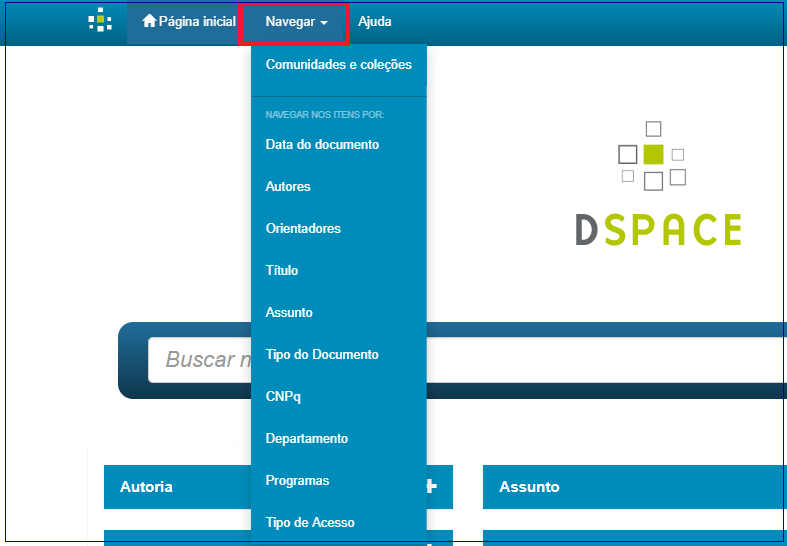 Página inicial Navegar Ajuda
Comunidades e coleções
NAVEGAR NOS ITENS POR:
Data do documento
Autores
Orientadores
Título
Assunto
Tipo do Documento
CNPq
Departamento
Programas
Tipo de Acesso
DSPACE
Buscar
Autoria
Assunto